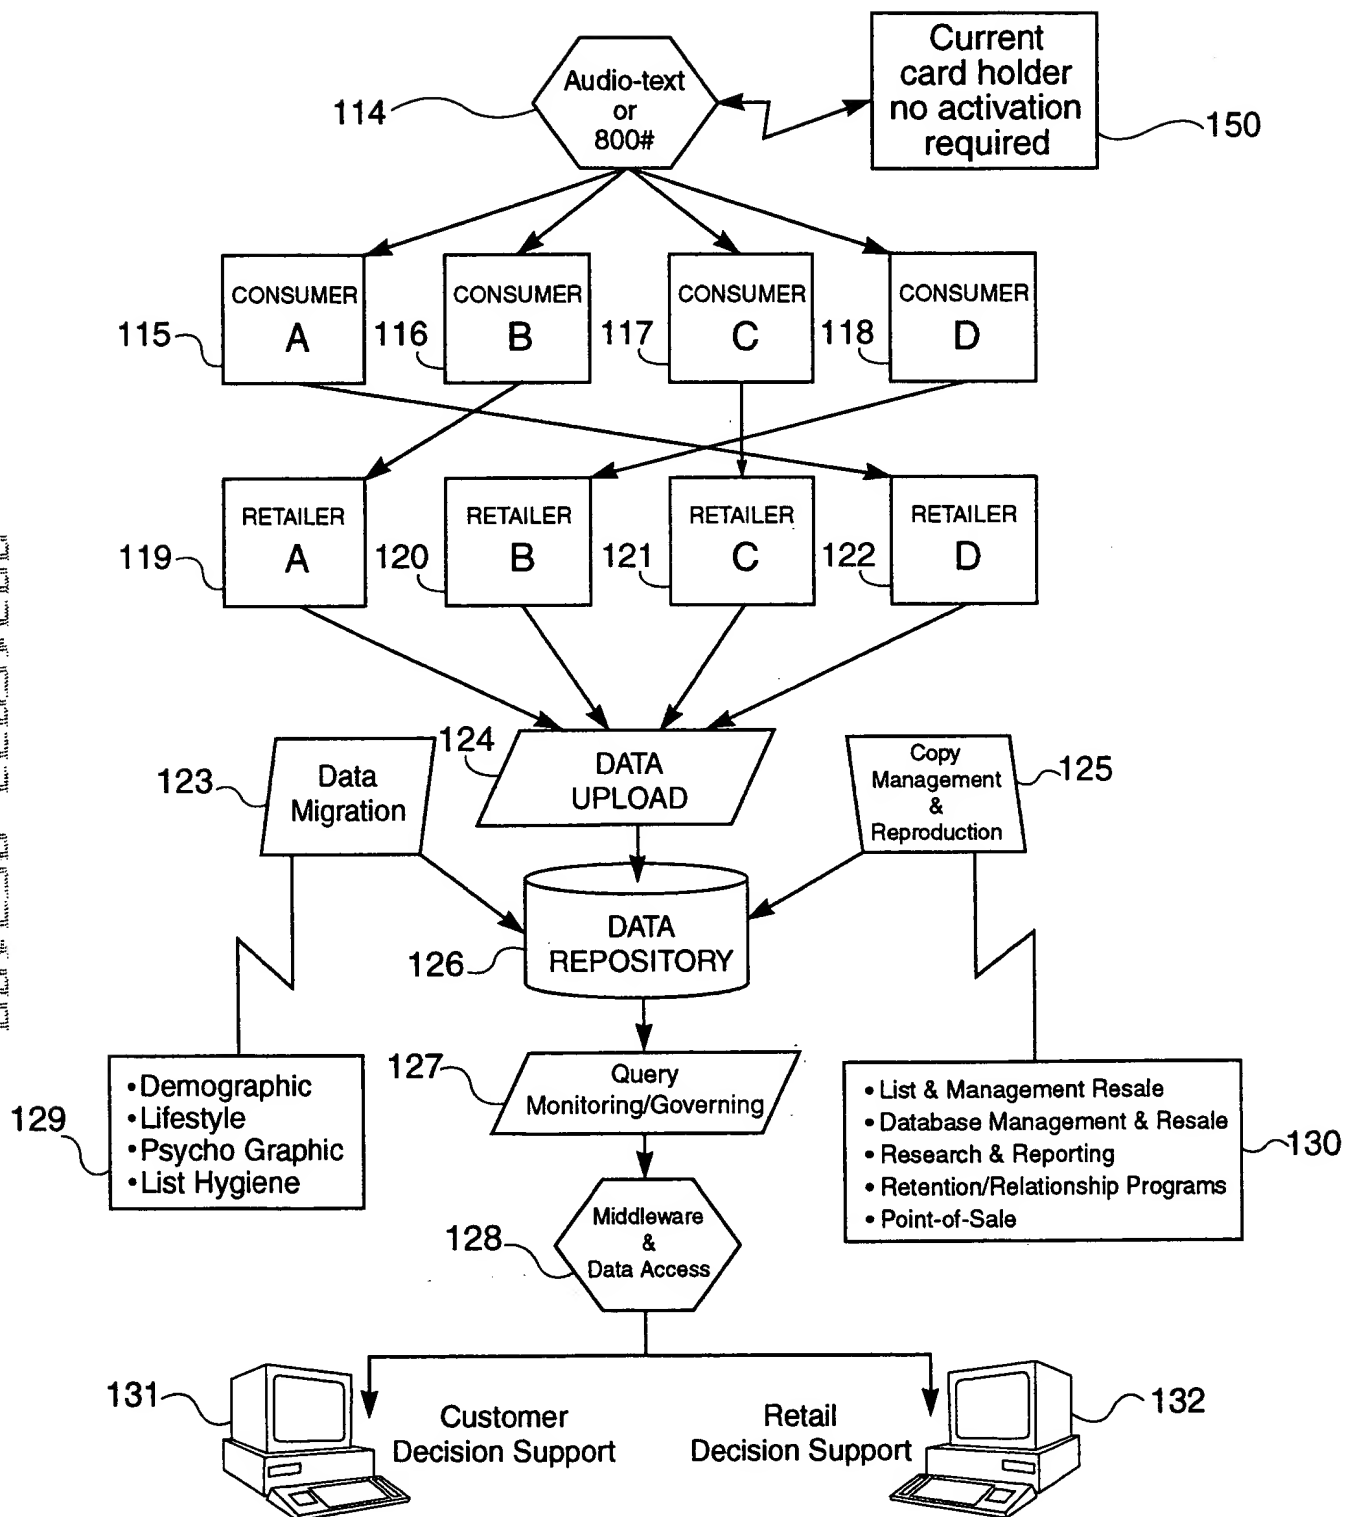 Current
card holder
no activation
required
150
Audio-text
or
800#
114
CONSUMER
A
115
CONSUMER
B
116
CONSUMER
C
117
CONSUMER
D
118
RETAILER
A
119
RETAILER
B
120
RETAILER
C
121
RETAILER
D
122
Data
Migration
123
DATA
UPLOAD
124
Copy
Management
&
Reproduction
125
DATA
REPOSITORY
126
Query
Monitoring/Governing
127
• Demographic
• Lifestyle
• Psycho Graphic
• List Hygiene
129
• List & Management Resale
• Database Management & Resale
• Research & Reporting
• Retention/Relationship Programs
• Point-of-Sale
130
Middleware
&
Data Access
128
131
Customer
Decision Support
Retail
Decision Support
132